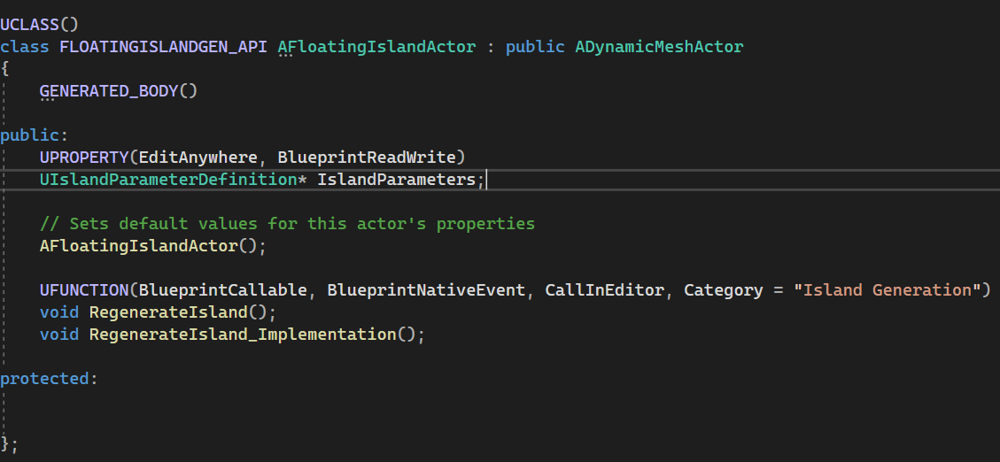 UCLASS()
class FLOATINGISLANDGEN_API AFloatingIslandActor : public ADynamicMeshActor
{
GENERATED_BODY()
public:
UPROPERTY(EditAnywhere, BlueprintReadWrite)
UIslandParameterDefinition* IslandParameters;
// Sets default values for this actor's properties
AFloatingIslandActor();
UFUNCTION(BlueprintCallable, BlueprintNativeEvent, CallInEditor, Category = "Island Generation")
void RegenerateIsland();
void RegenerateIsland_Implementation();
protected:
};